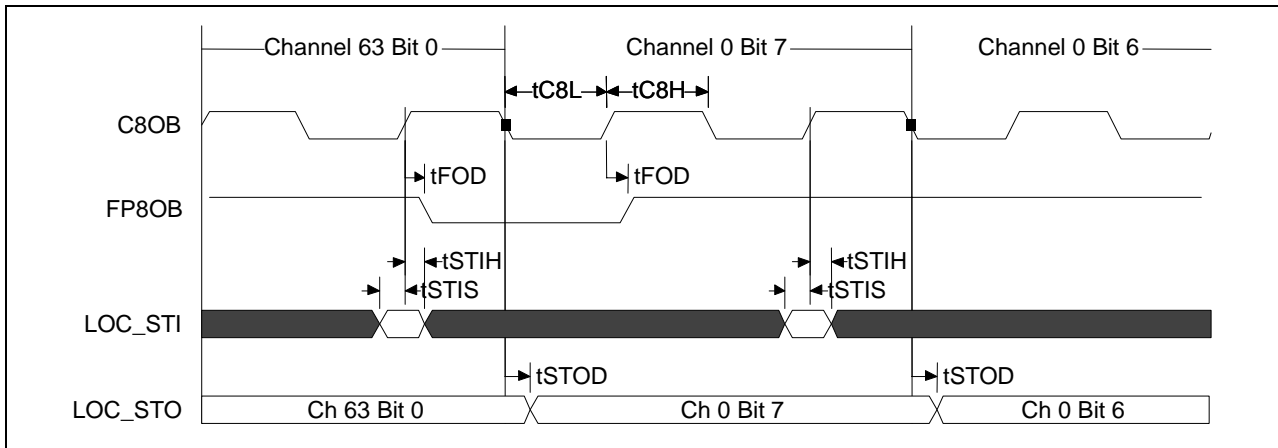 Channel 63 Bit 0 Channel 0 Bit 7 Channel 0 Bit 6
tC8L tC8H
C8OB
tFOD tFOD
FP8OB
tSTIH tSTIH
tSTIS tSTIS
LOC_STI
tSTOD tSTOD
LOC_STO Ch 63 Bit 0 Ch 0 Bit 7 Ch 0 Bit 6